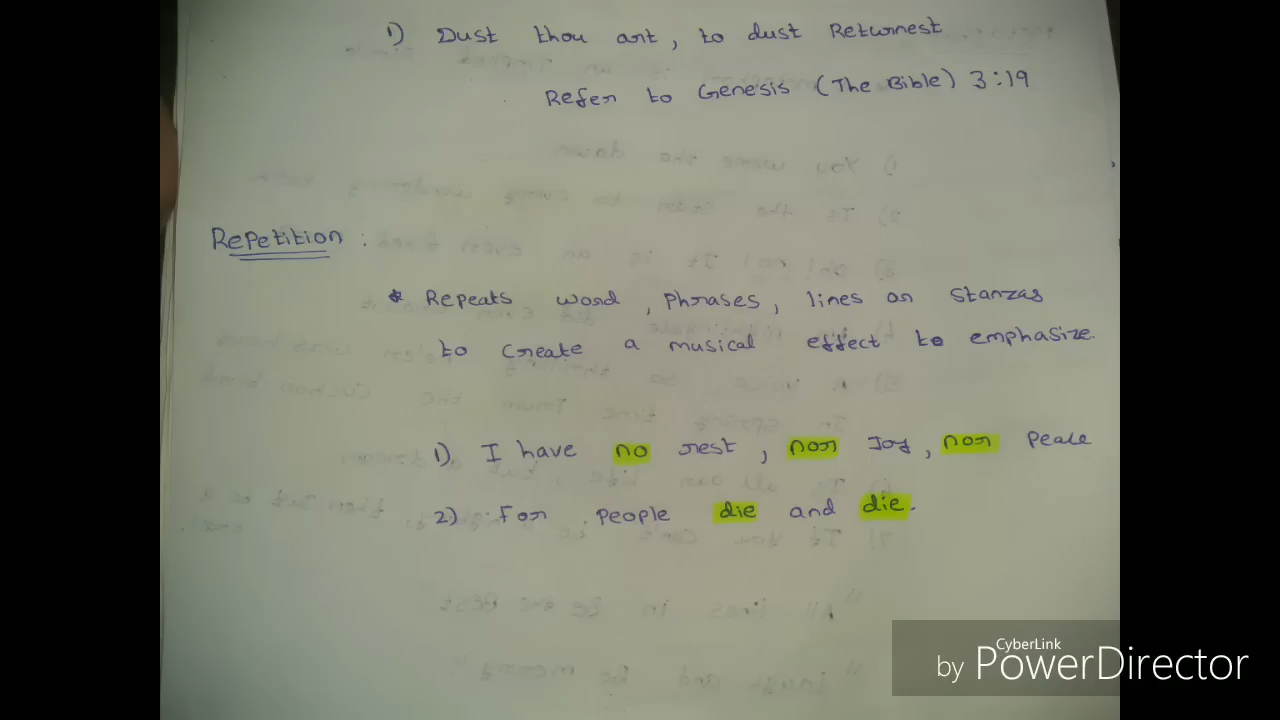 1) Dust thou art, to dust Returnest
Refer to Genesis (The Bible) 3:19
Repetition :
* Repeats word, phrases, lines or stanzas
to create a musical effect to emphasize.
1) I have no rest, nor Joy, nor peace
2) For people die and die.
CyberLink
by PowerDirector